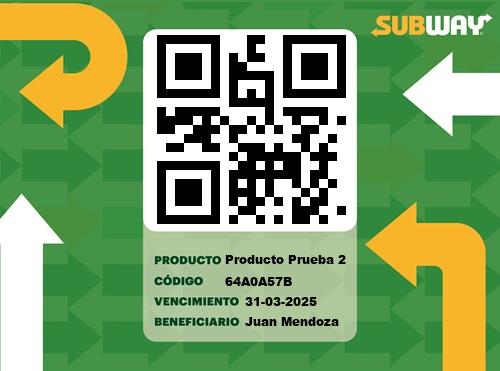 SUBWAY
PRODUCTO Producto Prueba 2
CÓDIGO 64A0A57B
VENCIMIENTO 31-03-2025
BENEFICIARIO Juan Mendoza